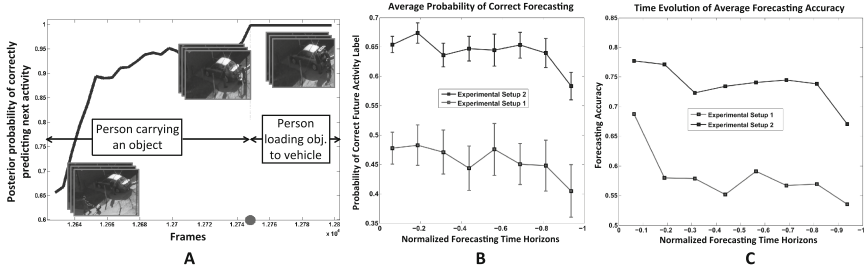 Posterior probability of correctly
predicting next activity
1
0.95
0.9
0.85
0.8
0.75
0.7
0.65
0.6
Person carrying
an object
Person
loading obj.
to vehicle
1.264
1.266
1.268
1.27
1.272
1.274
1.276
1.278
1.28
x 10⁴
Frames
A
Average Probability of Correct Forecasting
Probability of Correct Future Activity Label
0.7
0.65
0.6
0.55
0.5
0.45
0.4
0.35
Experimental Setup 2
Experimental Setup 1
0
−0.2
−0.4
−0.6
−0.8
−1
Normalized Forecasting Time Horizons
B
Time Evolution of Average Forecasting Accuracy
Forecasting Accuracy
0.85
0.8
0.75
0.7
0.65
0.6
0.55
0.5
Experimental Setup 1
Experimental Setup 2
0
−0.1
−0.2
−0.3
−0.4
−0.5
−0.6
−0.7
−0.8
−0.9
−1
Normalized Forecasting Time Horizons
C